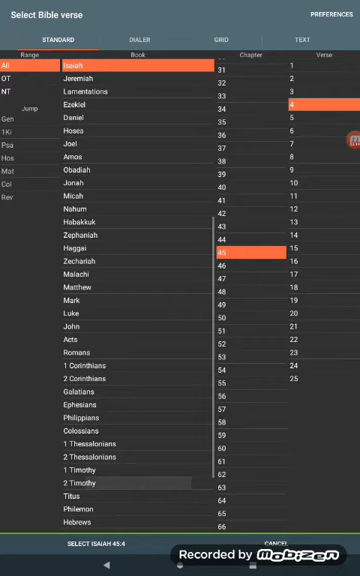 Select Bible verse
PREFERENCES
STANDARD
DIALER
GRID
TEXT
Range
Book
Chapter
Verse
All
OT
NT
Jump
Gen
1Ki
Psa
Hos
Mat
Col
Rev
Isaiah
Jeremiah
Lamentations
Ezekiel
Daniel
Hosea
Joel
Amos
Obadiah
Jonah
Micah
Nahum
Habakkuk
Zephaniah
Haggai
Zechariah
Malachi
Matthew
Mark
Luke
John
Acts
Romans
1 Corinthians
2 Corinthians
Galatians
Ephesians
Philippians
Colossians
1 Thessalonians
2 Thessalonians
1 Timothy
2 Timothy
Titus
Philemon
Hebrews
31
32
33
34
35
36
37
38
39
40
41
42
43
44
45
46
47
48
49
50
51
52
53
54
55
56
57
58
59
60
61
62
63
64
65
66
1
2
3
4
5
6
7
8
9
10
11
12
13
14
15
16
17
18
19
20
21
22
23
24
25
SELECT ISAIAH 45:4
CANCEL
Recorded by Mobizen